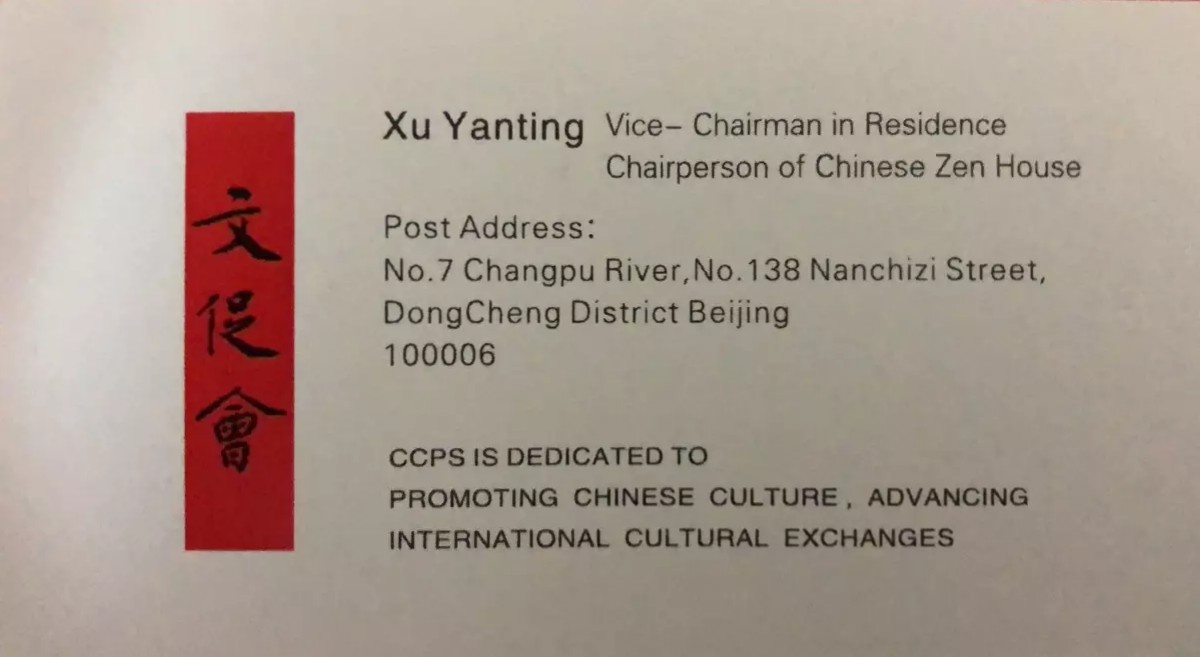 文促會
Xu Yanting Vice- Chairman in Residence
Chairperson of Chinese Zen House
Post Address:
No.7 Changpu River,No.138 Nanchizi Street,
DongCheng District Beijing
100006
CCPS IS DEDICATED TO
PROMOTING CHINESE CULTURE , ADVANCING
INTERNATIONAL CULTURAL EXCHANGES